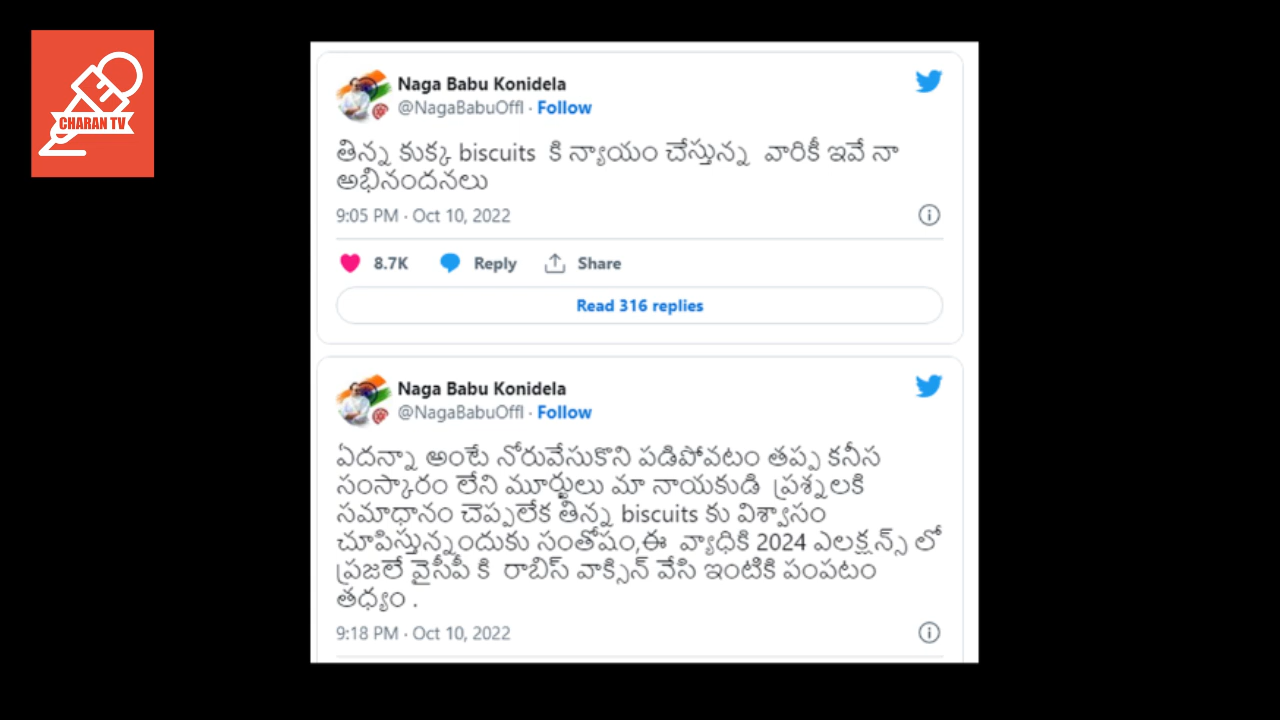 CHARAN TV
Naga Babu Konidela
@NagaBabuOffl · Follow
తిన్న కుక్క biscuits కి న్యాయం చేస్తున్న వారికీ ఇవే నా
అభినందనలు
9:05 PM · Oct 10, 2022
8.7K Reply Share
Read 316 replies
Naga Babu Konidela
@NagaBabuOffl · Follow
ఏదన్నా అంటే నోరువేసుకొని పడిపోవటం తప్ప కనీస
సంస్కారం లేని మూర్ఖులు మా నాయకుడి ప్రశ్నలకి
సమాధానం చెప్పలేక తిన్న biscuits కు విశ్వాసం
చూపిస్తున్నందుకు సంతోషం,ఈ వ్యాధికి 2024 ఎలక్షన్స్ లో
ప్రజలే వైసీపీ కి రాబిస్ వాక్సిన్ వేసి ఇంటికి పంపటం
తధ్యం .
9:18 PM · Oct 10, 2022